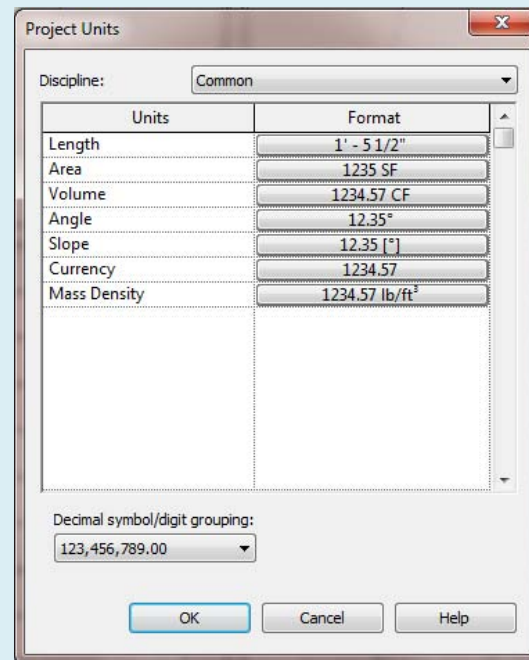 Project Units
Discipline: Common
Units Format
Length 1' - 5 1/2"
Area 1235 SF
Volume 1234.57 CF
Angle 12.35°
Slope 12.35 [°]
Currency 1234.57
Mass Density 1234.57 lb/ft³
Decimal symbol/digit grouping:
123,456,789.00
OK Cancel Help